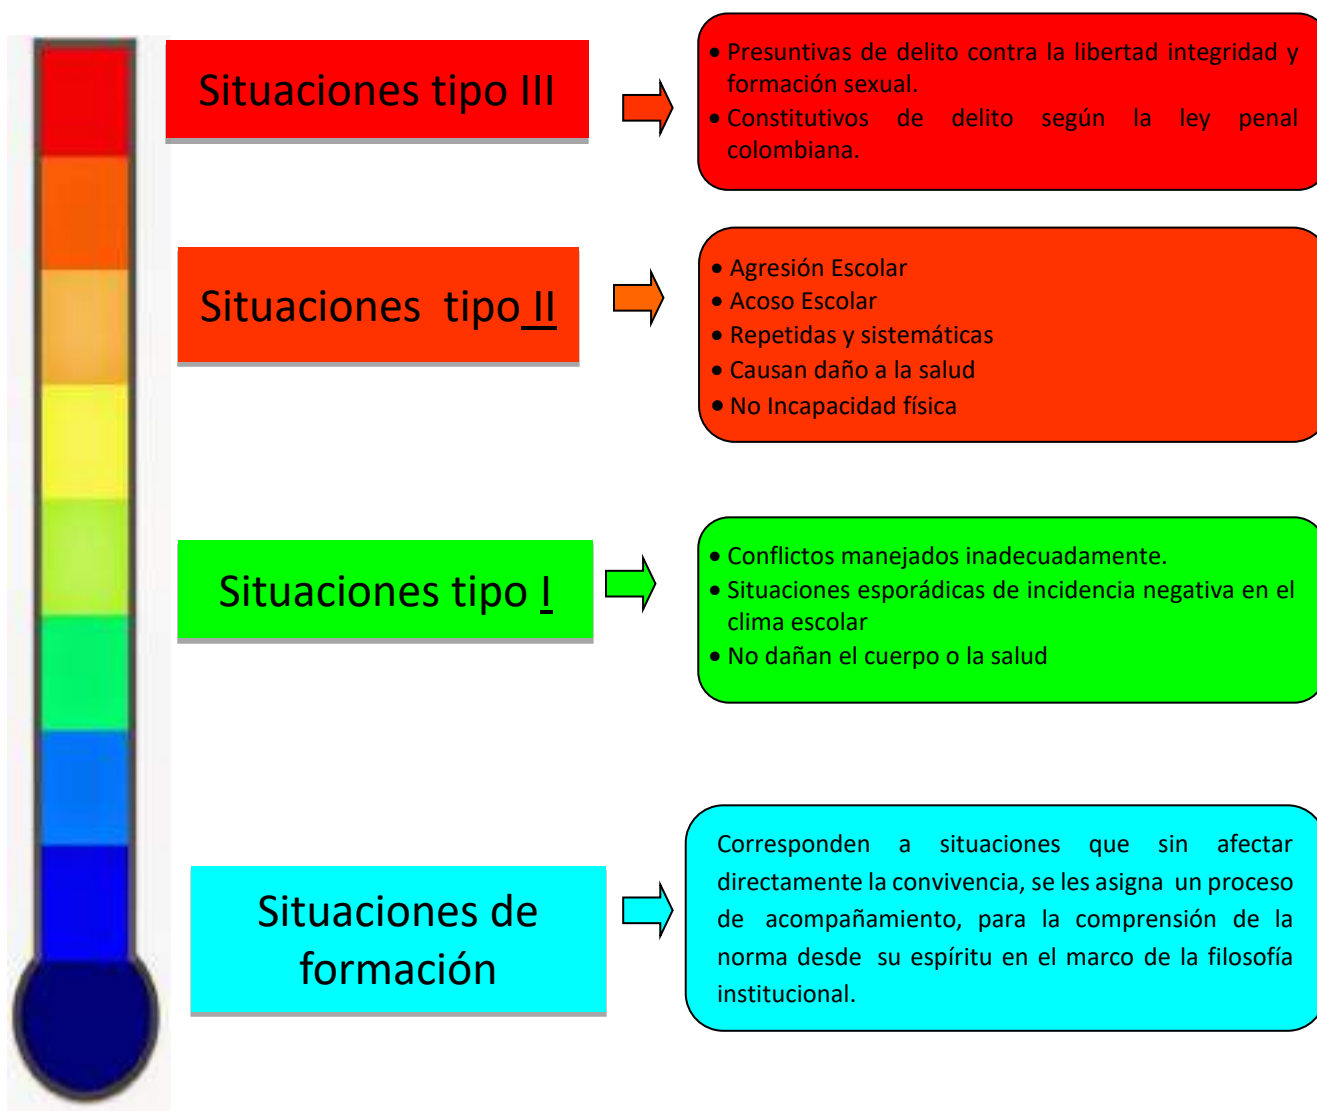 Situaciones tipo III
• Presuntivas de delito contra la libertad integridad y
formación sexual.
• Constitutivos de delito según la ley penal
colombiana.
Situaciones tipo II
• Agresión Escolar
• Acoso Escolar
• Repetidas y sistemáticas
• Causan daño a la salud
• No Incapacidad física
Situaciones tipo I
• Conflictos manejados inadecuadamente.
• Situaciones esporádicas de incidencia negativa en el
clima escolar
• No dañan el cuerpo o la salud
Situaciones de
formación
Corresponden a situaciones que sin afectar
directamente la convivencia, se les asigna un proceso
de acompañamiento, para la comprensión de la
norma desde su espíritu en el marco de la filosofía
institucional.